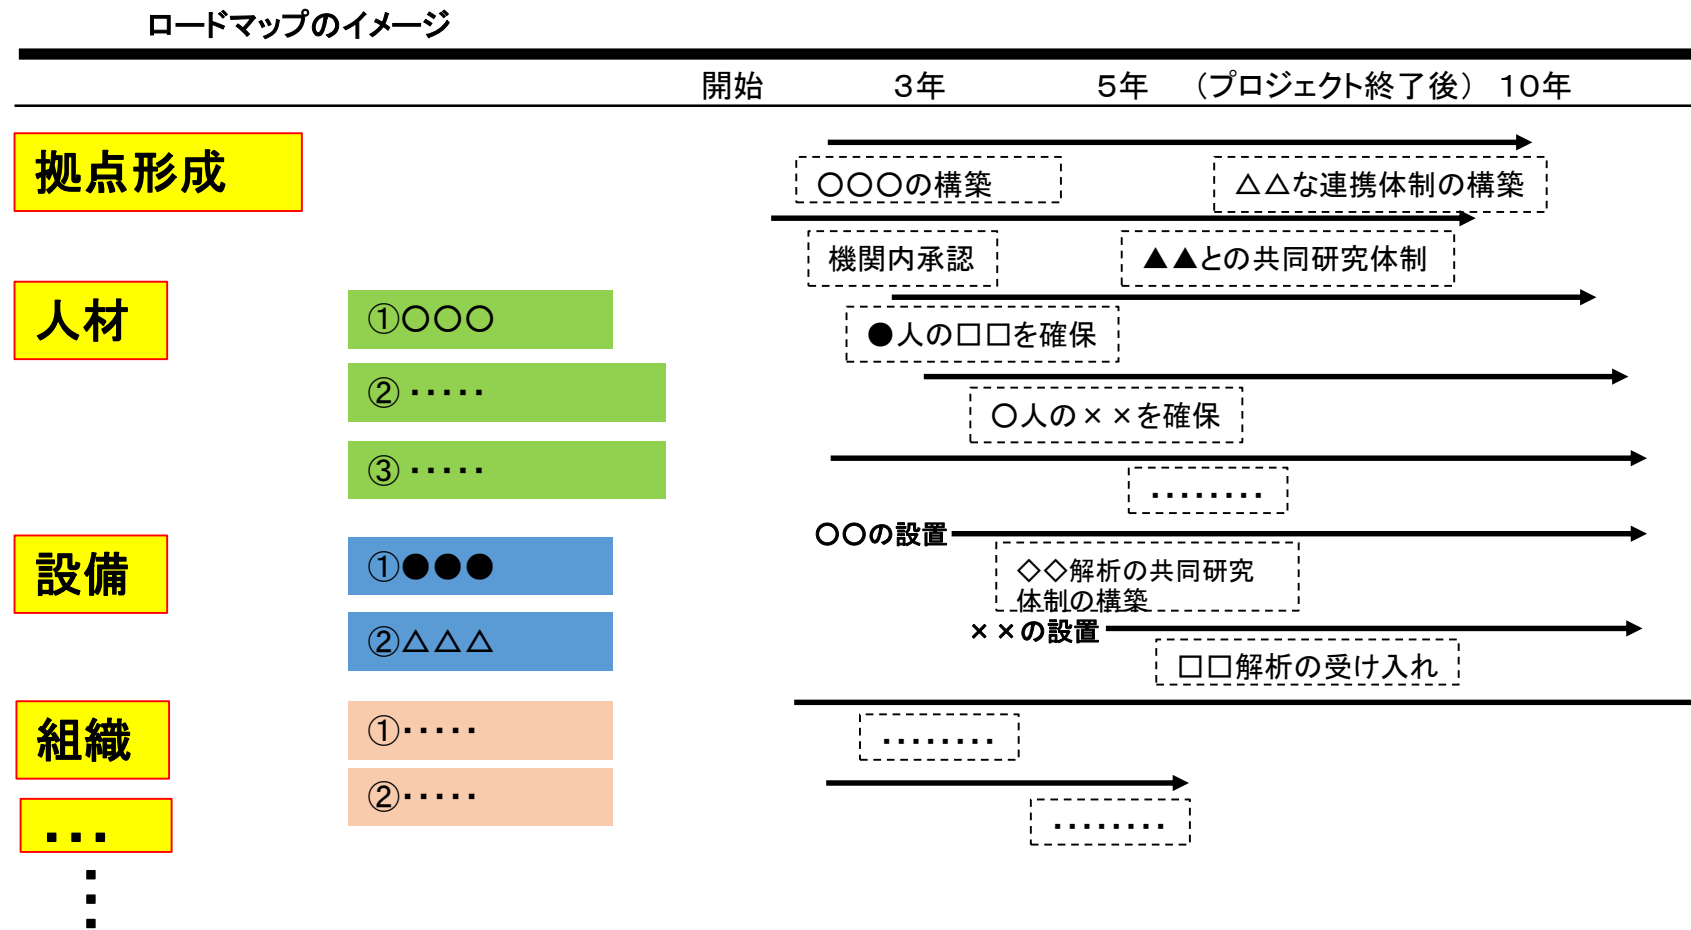 ロードマップのイメージ
開始 3年 5年 (プロジェクト終了後) 10年
拠点形成
〇〇〇の構築 △△な連携体制の構築
機関内承認 ▲▲との共同研究体制
人材 ①〇〇〇
●人の□□を確保
②・・・・・
〇人の××を確保
③・・・・・
・・・・・・・・
〇〇の設置
設備 ①●●●
◇◇解析の共同研究
体制の構築
××の設置
②△△△
□□解析の受け入れ
組織 ①・・・・・
・・・・・・・・
②・・・・・
・・・・・・・・
・・・
・
・
・